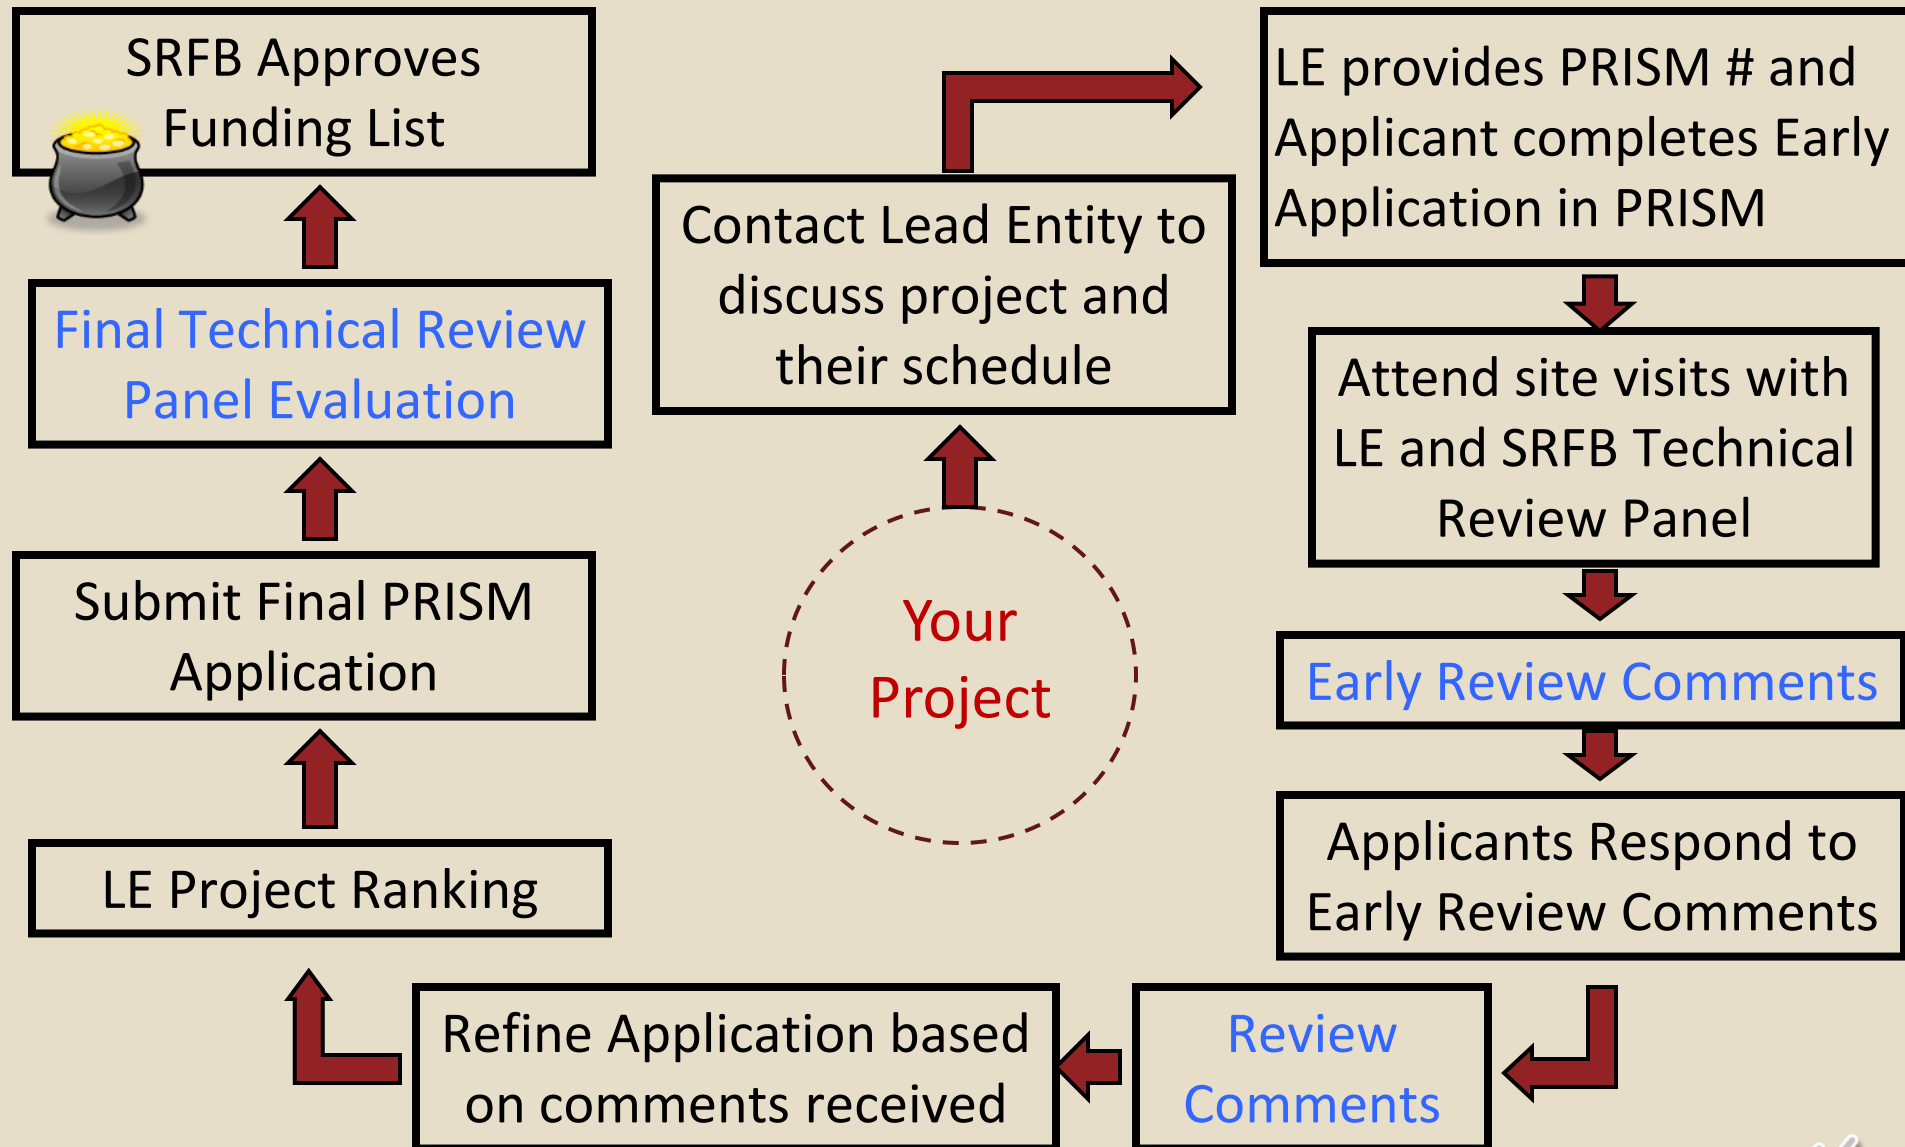 Your
Project
Contact Lead Entity to
discuss project and
their schedule
LE provides PRISM # and
Applicant completes Early
Application in PRISM
Attend site visits with
LE and SRFB Technical
Review Panel
Early Review Comments
Applicants Respond to
Early Review Comments
Review
Comments
Refine Application based
on comments received
LE Project Ranking
Submit Final PRISM
Application
Final Technical Review
Panel Evaluation
SRFB Approves
Funding List